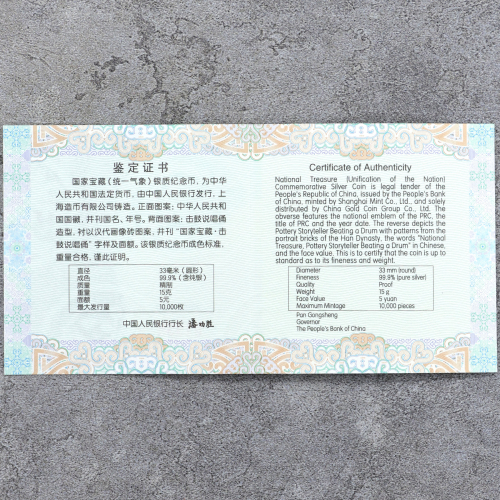 鉴定证书
国家宝藏(统一气象)银质纪念币,为中华
人民共和国法定货币,由中国人民银行发行,上
海造币有限公司铸造。正面图案:中华人民共和
国国徽,并刊国名、年号。背面图案:击鼓说唱俑
造型,衬以汉代画像砖图案,并刊“国家宝藏·击
鼓说唱俑”字样及面额。该银质纪念币成色标准,
重量合格,谨此证明。
直径 33毫米(圆形)
成色 99.9%(含纯银)
质量 精制
重量 15克
面额 5元
最大发行量 10,000枚
中国人民银行行长 潘功胜
Certificate of Authenticity
National Treasure (Unification of the Nation)
Commemorative Silver Coin is legal tender of the
People's Republic of China, issued by the People's Bank
of China, minted by Shanghai Mint Co., Ltd., and solely
distributed by China Gold Coin Group Co., Ltd. The
obverse features the national emblem of the PRC, the
title of the PRC and the year date. The reverse depicts the
Pottery Storyteller Beating a Drum with patterns from the
portrait bricks of the Han Dynasty, the words "National
Treasure, Pottery Storyteller Beating a Drum" in Chinese,
and the face value. This is to certify that the coin is up to
standard as to its fineness and weight.
Diameter 33 mm (round)
Fineness 99.9% (pure silver)
Quality Proof
Weight 15 g
Face Value 5 yuan
Maximum Mintage 10,000 pieces
Pan Gongsheng
Governor
The People's Bank of China